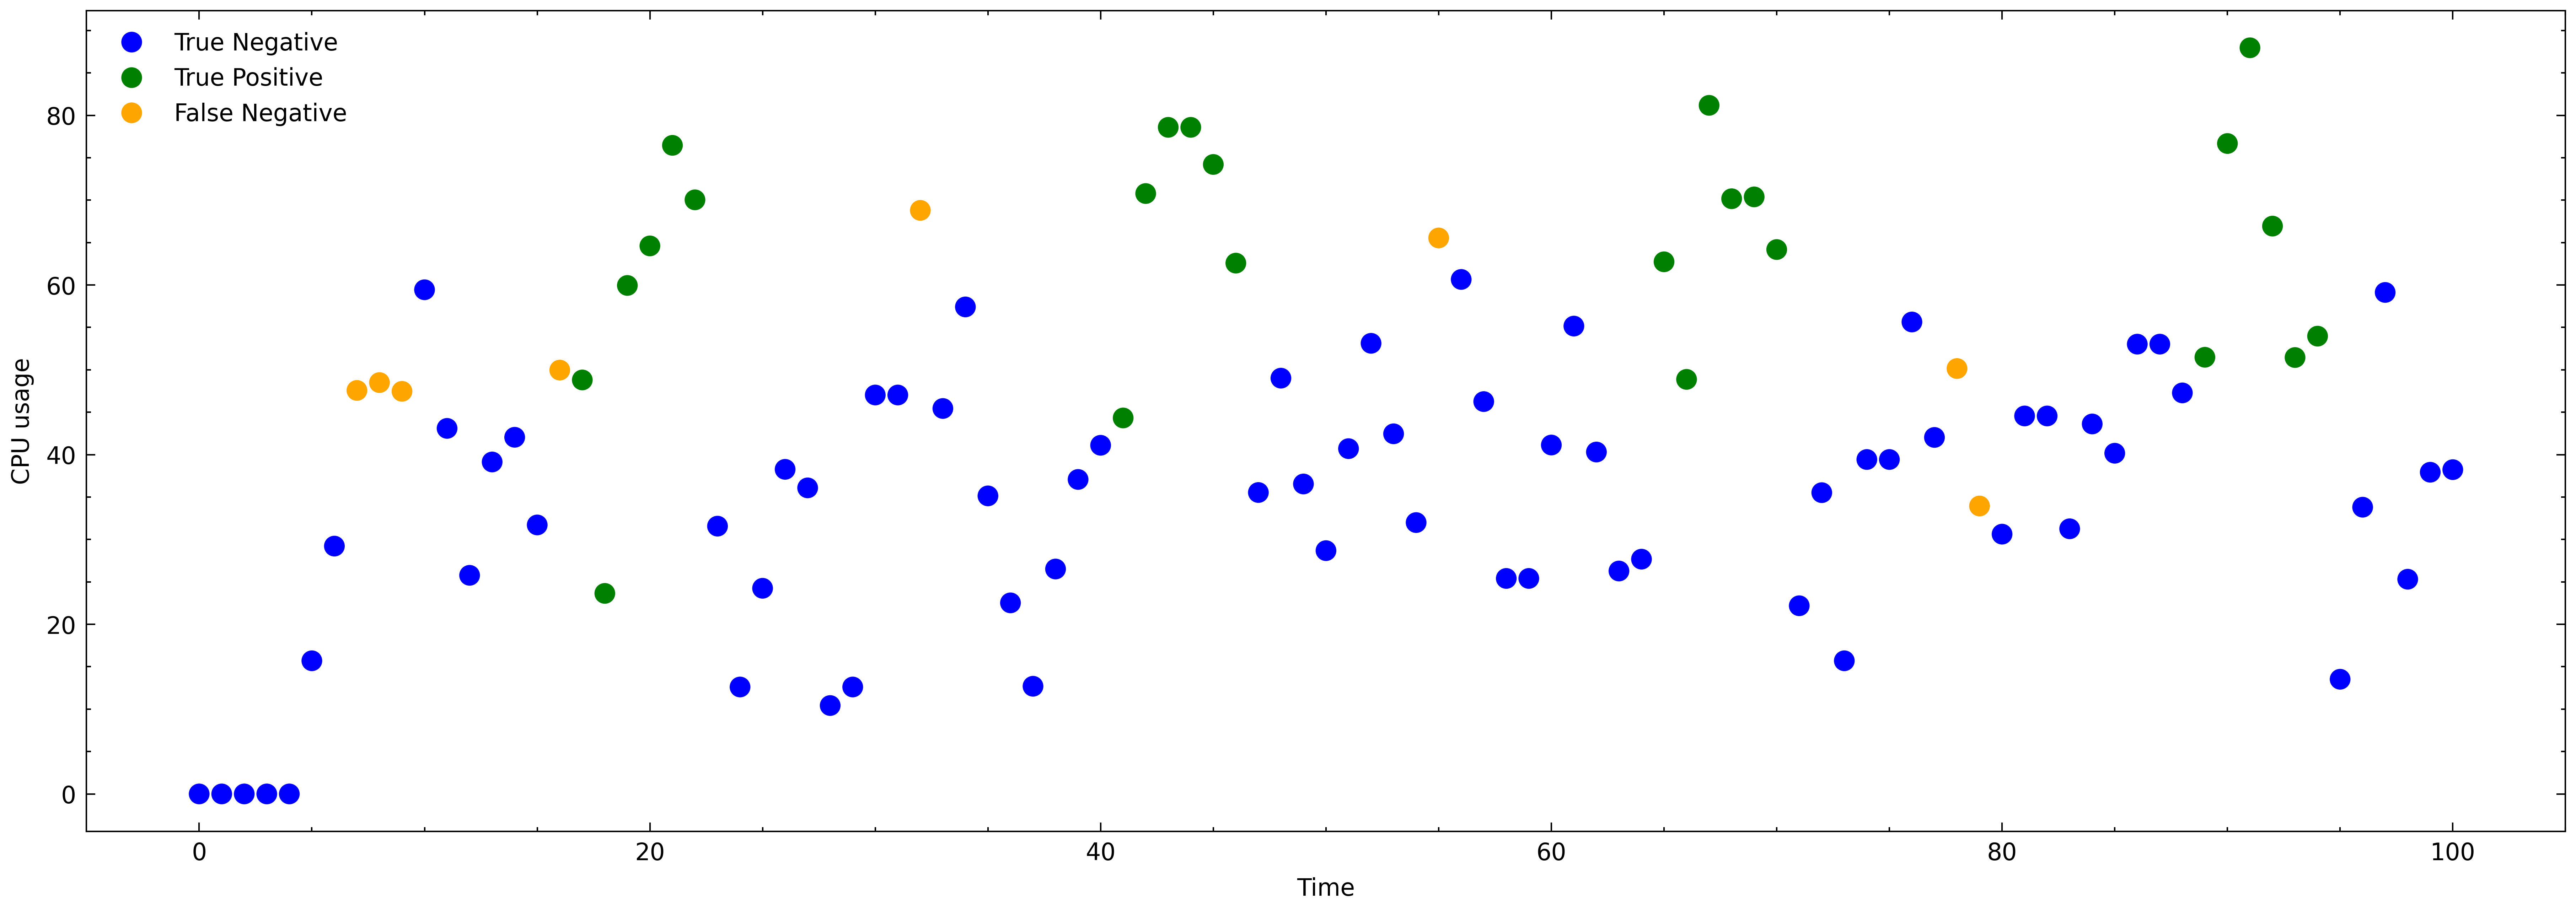 True Negative
True Positive
False Negative
80
60
40
20
0
CPU usage
0 20 40 60 80 100
Time